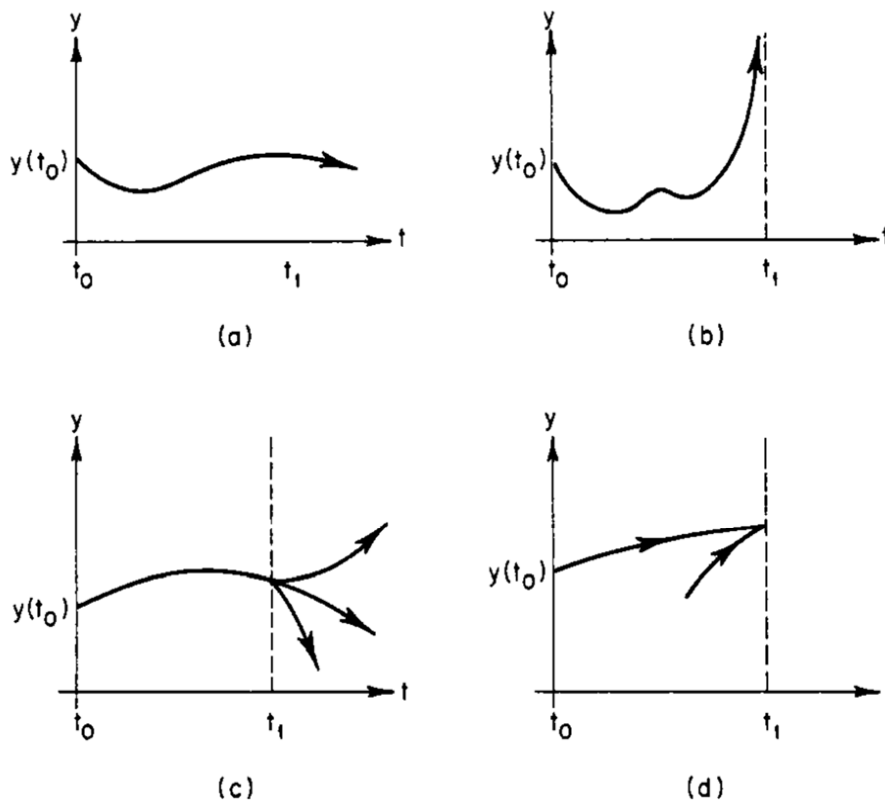 y
y(t₀)
t
t₀ t₁
(a)
y
y(t₀)
t
t₀ t₁
(b)
y
y(t₀)
t
t₀ t₁
(c)
y
y(t₀)
t₀ t₁
(d)